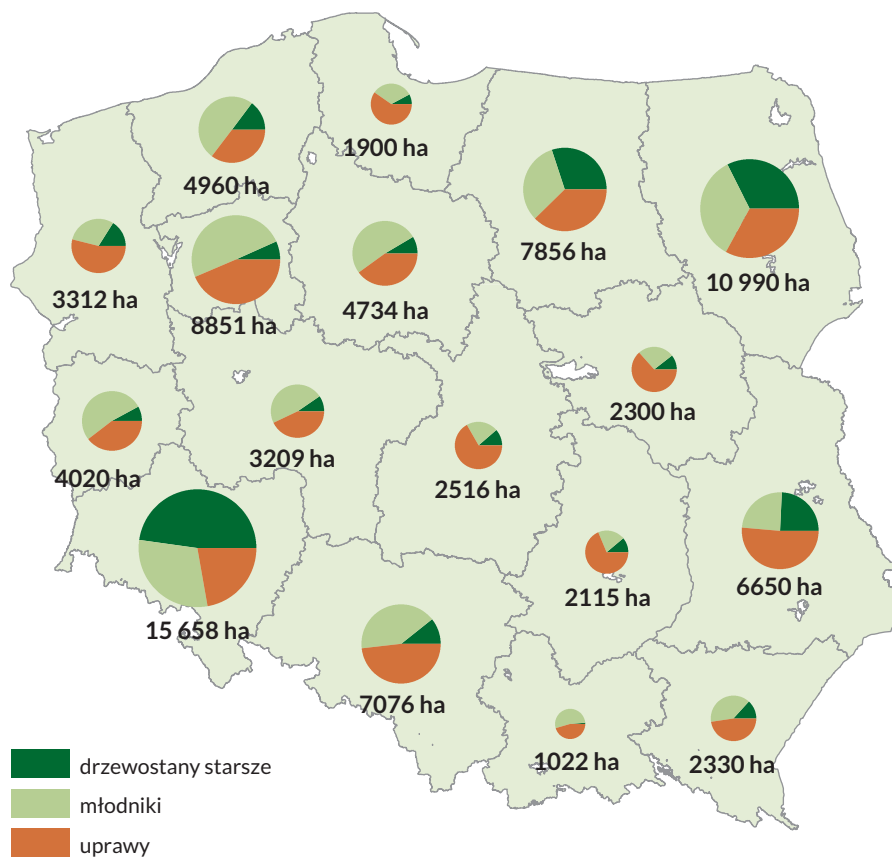 1900 ha
4960 ha
7856 ha
10 990 ha
3312 ha
8851 ha
4734 ha
2300 ha
4020 ha
3209 ha
2516 ha
6650 ha
2115 ha
15 658 ha
7076 ha
1022 ha
2330 ha
drzewostany starsze
młodniki
uprawy